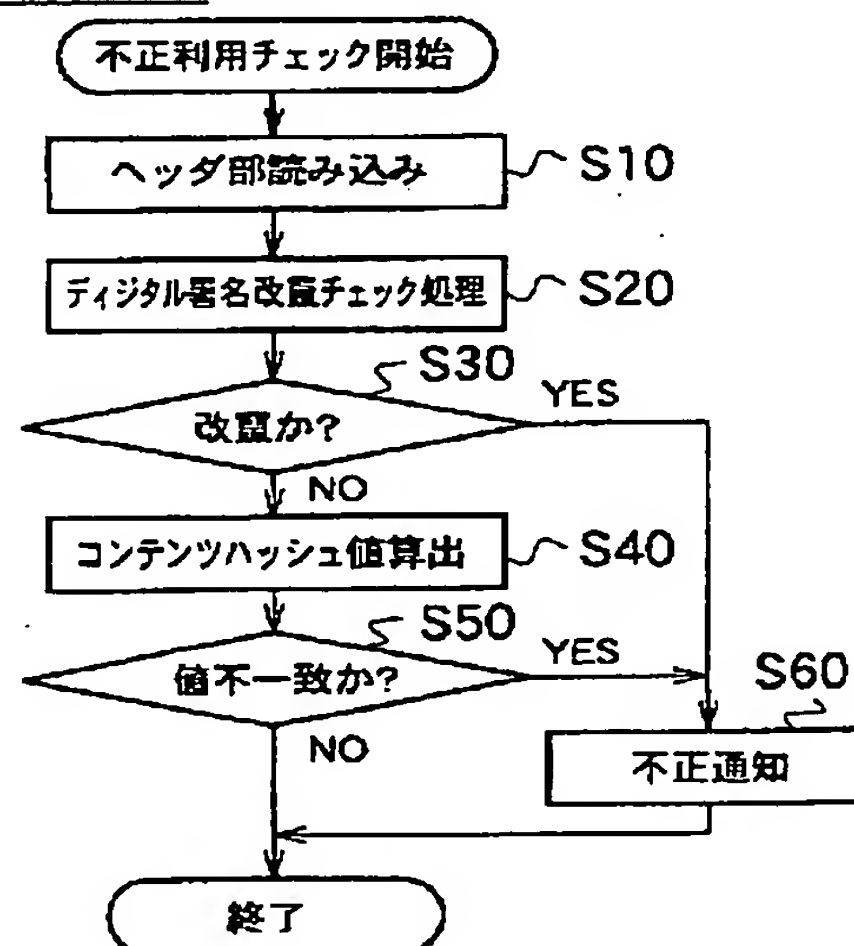 不正利用チェック開始
ヘッダ部読み込み
S10
ディジタル署名改竄チェック処理
S20
S30
改竄か?
YES
NO
コンテンツハッシュ値算出
S40
S50
値不一致か?
YES
NO
S60
不正通知
終了